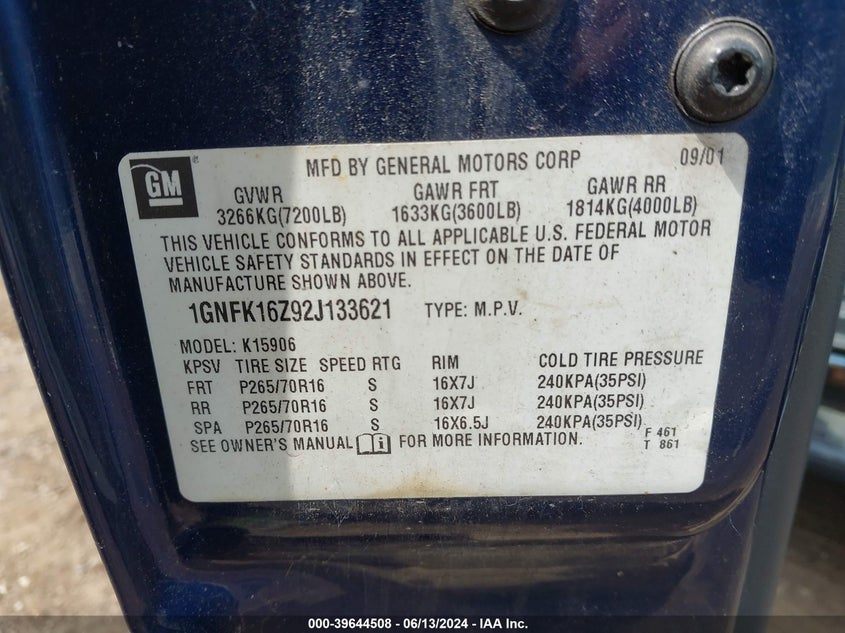 GM
MFD BY GENERAL MOTORS CORP 09/01
GVWR GAWR FRT GAWR RR
3266KG(7200LB) 1633KG(3600LB) 1814KG(4000LB)
THIS VEHICLE CONFORMS TO ALL APPLICABLE U.S. FEDERAL MOTOR
VEHICLE SAFETY STANDARDS IN EFFECT ON THE DATE OF
MANUFACTURE SHOWN ABOVE.
1GNFK16Z92J133621 TYPE: M.P.V.
MODEL: K15906
KPSV TIRE SIZE SPEED RTG RIM COLD TIRE PRESSURE
FRT P265/70R16 S 16X7J 240KPA(35PSI)
RR P265/70R16 S 16X7J 240KPA(35PSI)
SPA P265/70R16 S 16X6.5J 240KPA(35PSI)
SEE OWNER'S MANUAL FOR MORE INFORMATION.
F 461
T 861
000-39644508 - 06/13/2024 - IAA Inc.